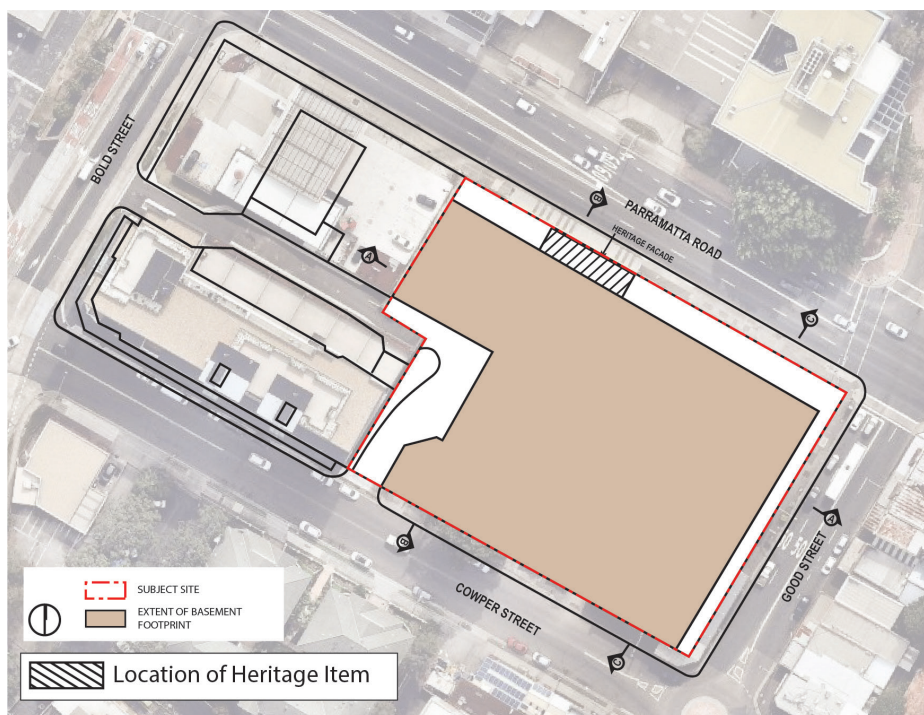 BOLD STREET
PARRAMATTA ROAD
HERITAGE FACADE
B
A
C
GOOD STREET
A
B
COWPER STREET
C
SUBJECT SITE
EXTENT OF BASEMENT
FOOTPRINT
Location of Heritage Item